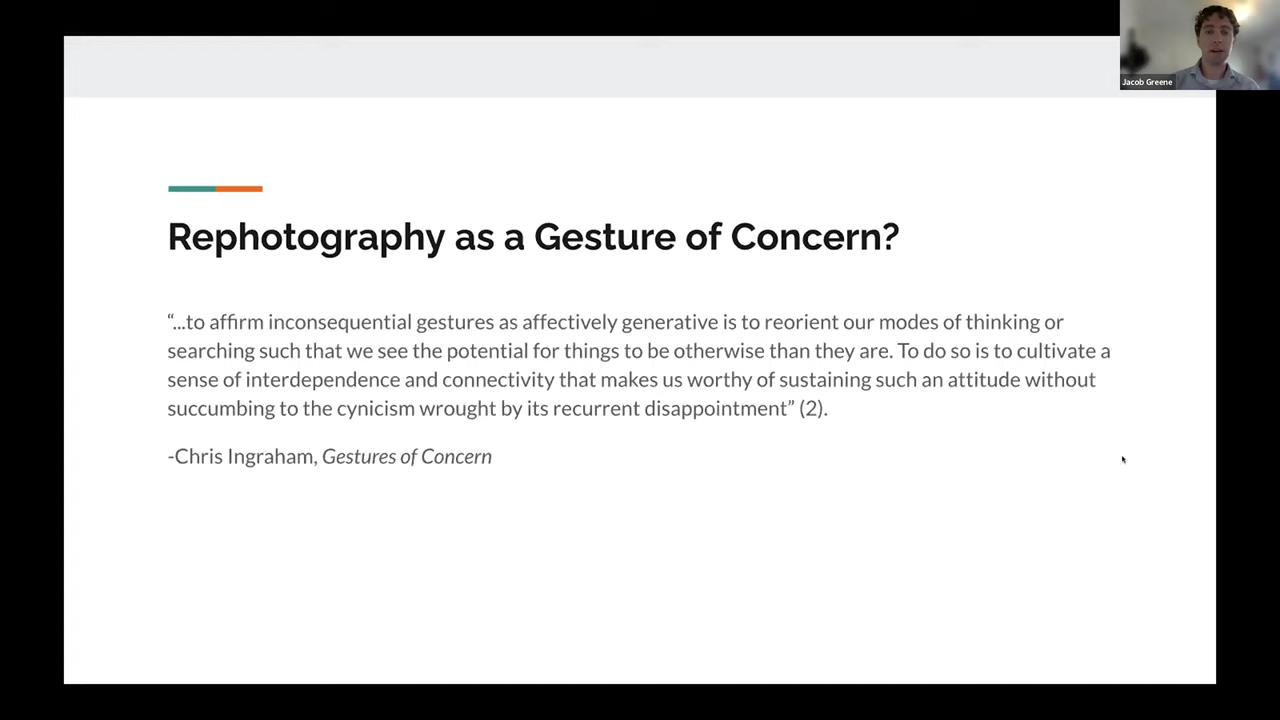 Jacob Greene
Rephotography as a Gesture of Concern?
“...to affirm inconsequential gestures as affectively generative is to reorient our modes of thinking or
searching such that we see the potential for things to be otherwise than they are. To do so is to cultivate a
sense of interdependence and connectivity that makes us worthy of sustaining such an attitude without
succumbing to the cynicism wrought by its recurrent disappointment” (2).
-Chris Ingraham, Gestures of Concern